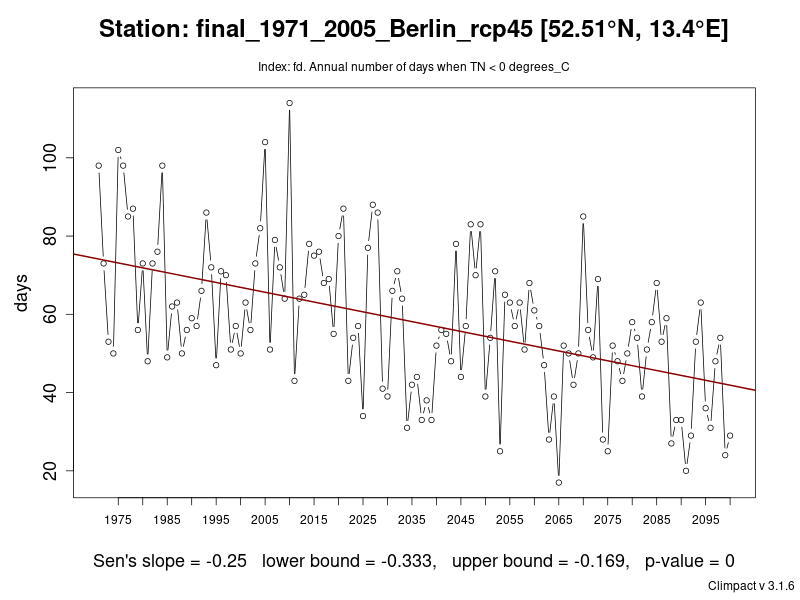 Station: final_1971_2005_Berlin_rcp45 [52.51°N, 13.4°E]
Index: fd. Annual number of days when TN < 0 degrees_C
days
100
80
60
40
20
1975 1985 1995 2005 2015 2025 2035 2045 2055 2065 2075 2085 2095
Sen's slope = -0.25 lower bound = -0.333, upper bound = -0.169, p-value = 0
Climpact v 3.1.6